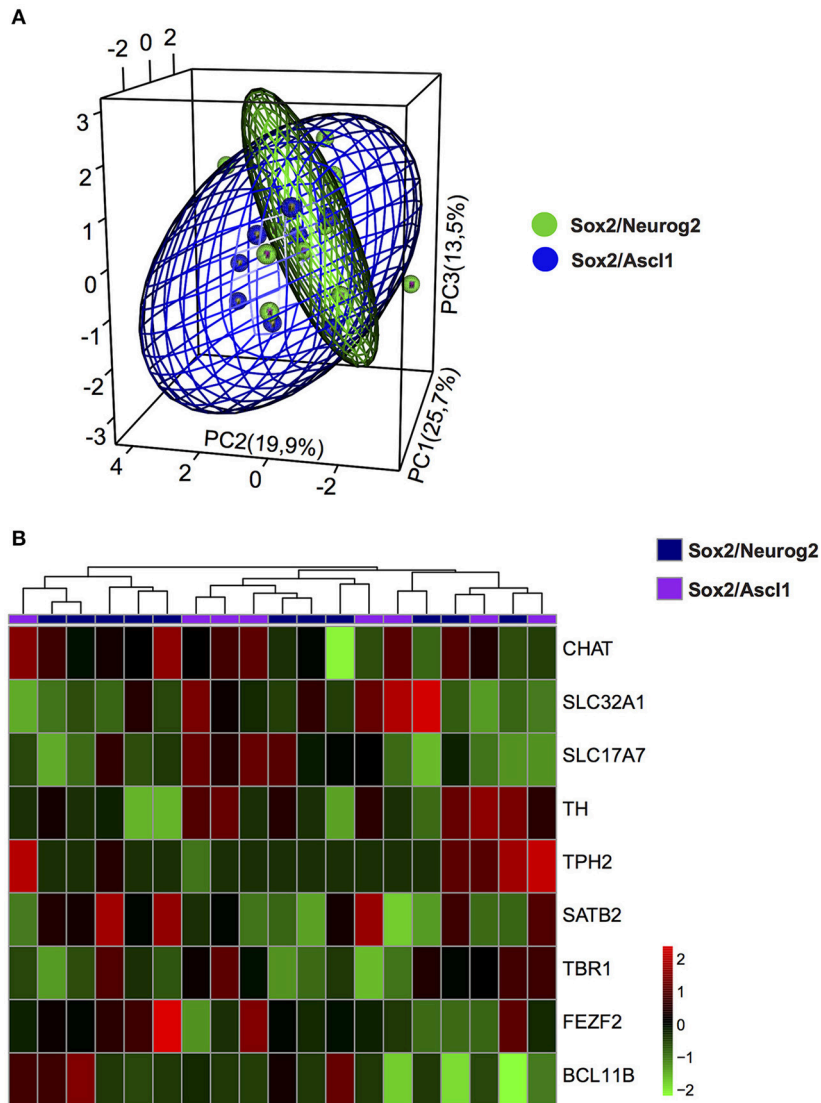 A
-2 0 2
3
2
1
0
-1
-2
-3
4 2 0 -2
PC2(19,9%)
PC1(25,7%)
PC3(13,5%)
Sox2/Neurog2
Sox2/Ascl1
B
Sox2/Neurog2
Sox2/Ascl1
CHAT
SLC32A1
SLC17A7
TH
TPH2
SATB2
TBR1
FEZF2
BCL11B
2
1
0
-1
-2